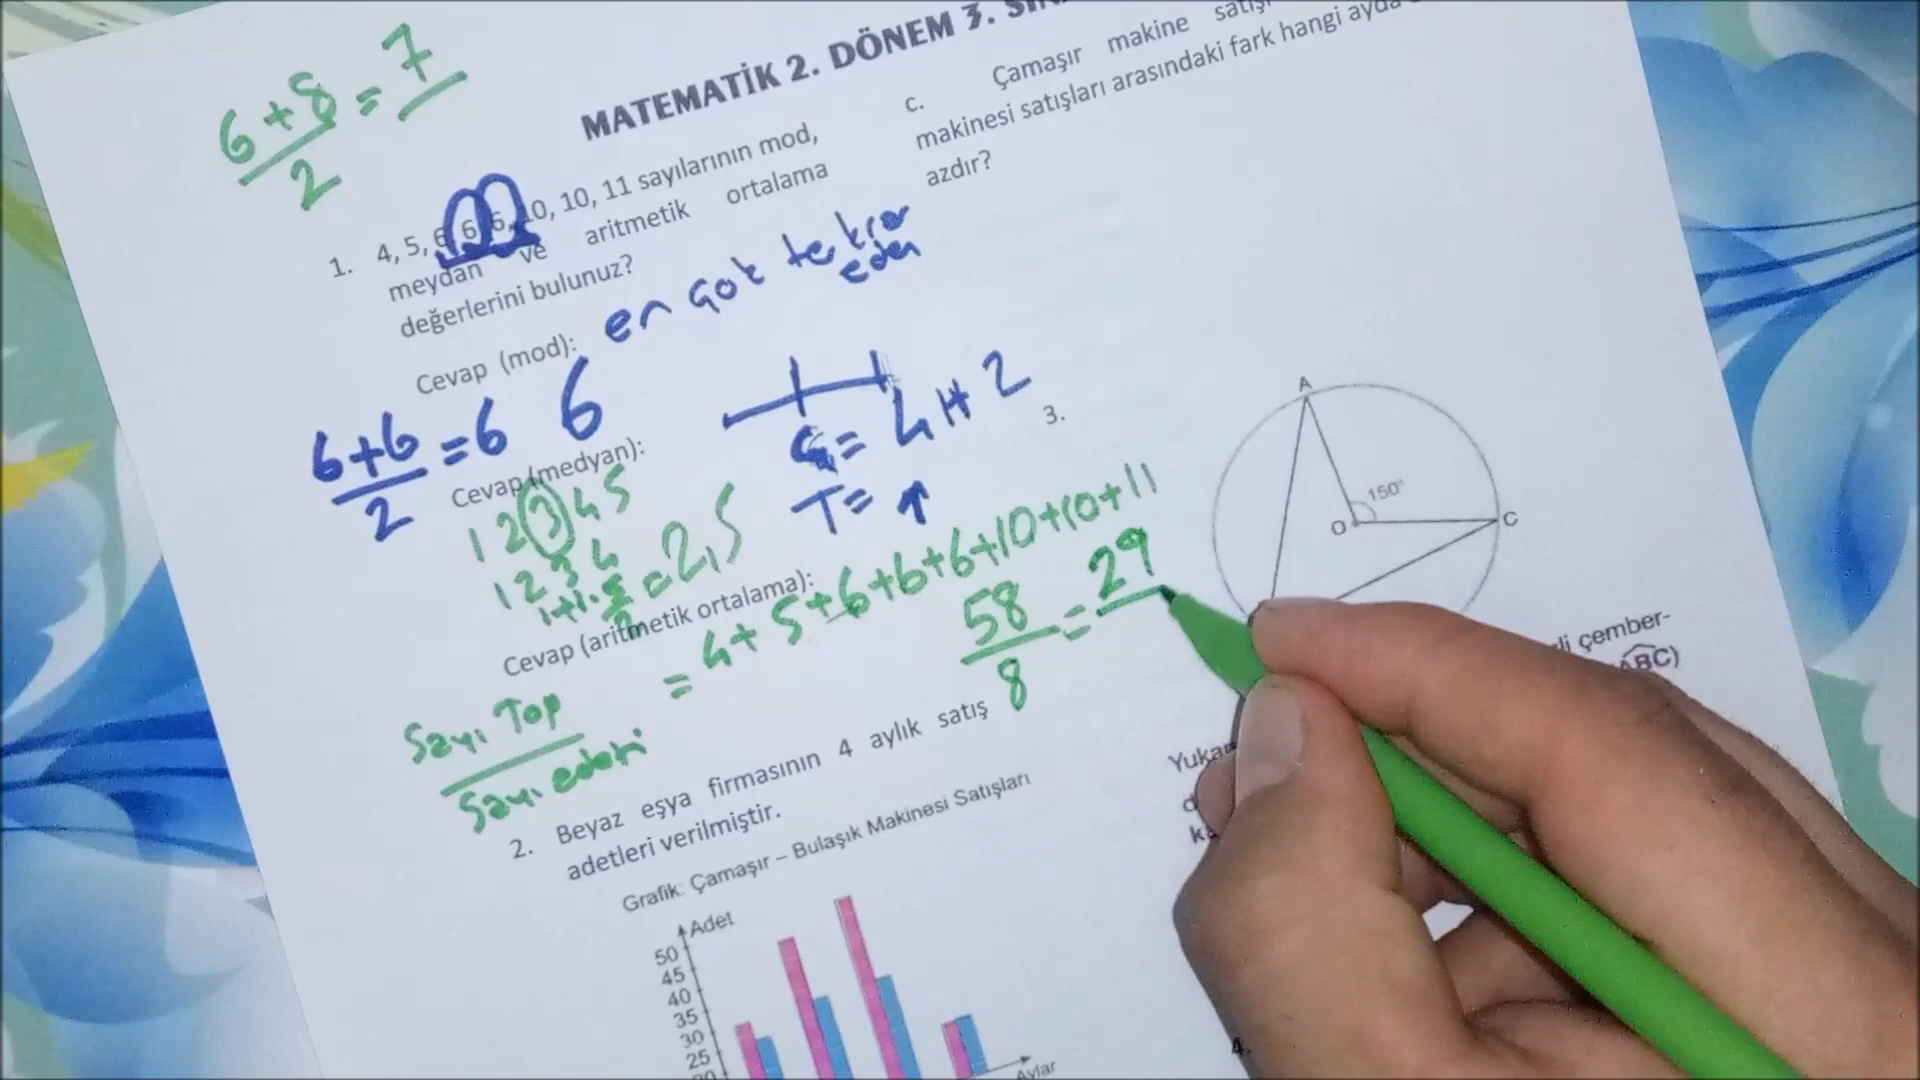 6+8
2
= 7
MATEMATİK 2. DÖNEM 3.
1. 4, 5, 6, 6, 6, 10, 10, 11 sayılarının mod,
meydan ve aritmetik ortalama
değerlerini bulunuz?
Cevap (mod): en çok tekrar
eden
6
6+6
2
= 6
Cevap (medyan):
4 + 2
T =
1 2 3 4 5
1 2 3 4
= 2,5
Cevap (aritmetik ortalama):
= 4+5+6+6+6+10+10+11
58
8
= 29
Sayı Top
Sayı adeti
2. Beyaz eşya firmasının 4 aylık satış
adetleri verilmiştir.
Grafik: Çamaşır – Bulaşık Makinesi Satışları
Adet
50
45
40
35
30
25
Aylar
c. Çamaşır makine
makinesi satışları arasındaki fark hangi ayda
azdır?
3.
A
150°
O
C
çember-
ABC)
4.